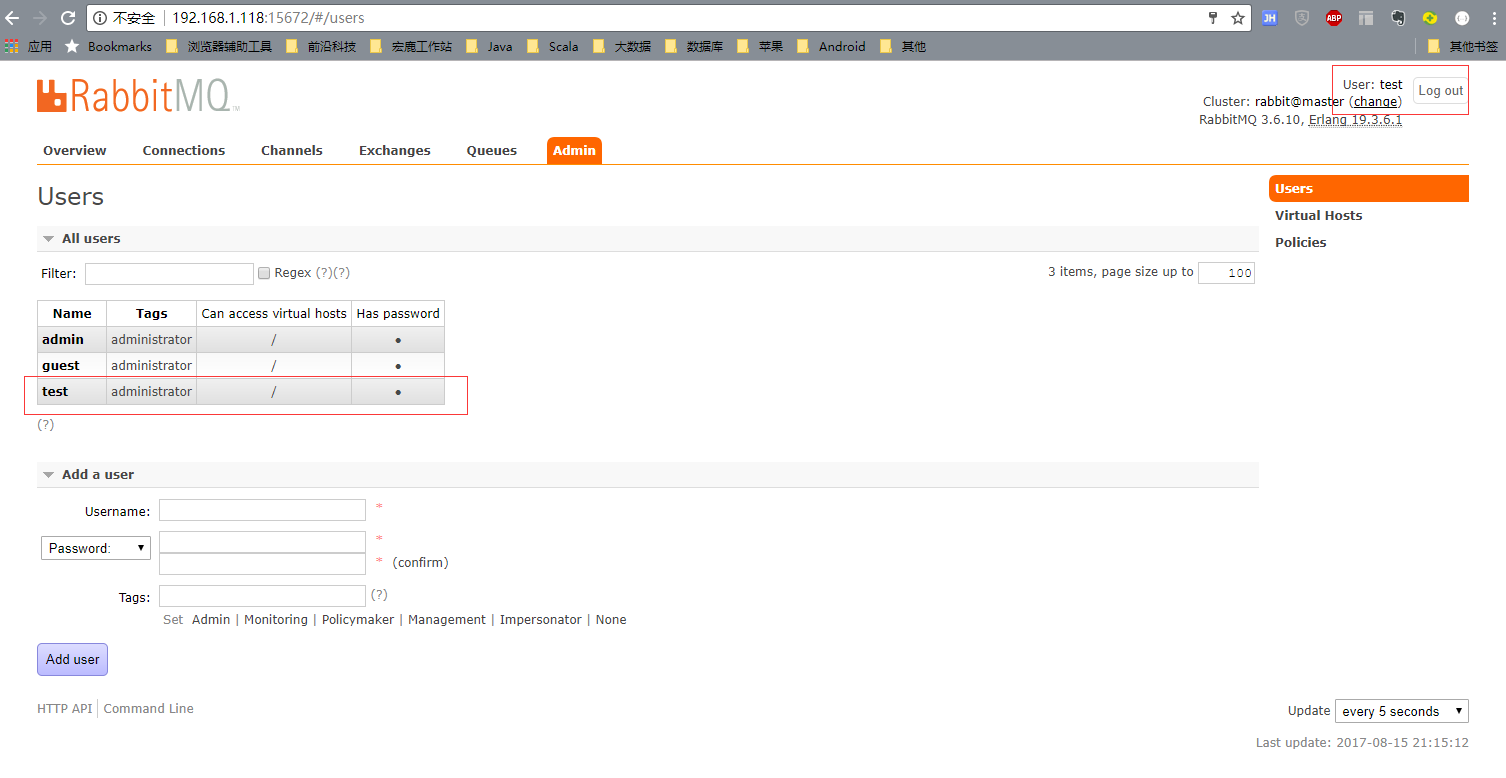 不安全 192.168.1.118:15672/#/users JH ABP
应用 Bookmarks 浏览器辅助工具 前沿科技 宏鹿工作站 Java Scala 大数据 数据库 苹果 Android 其他 其他书签
RabbitMQ™
User: test Log out
Cluster: rabbit@master (change)
RabbitMQ 3.6.10, Erlang 19.3.6.1
Overview Connections Channels Exchanges Queues Admin
Users
Users
Virtual Hosts
Policies
All users
Filter: Regex (?)(?) 3 items, page size up to 100
Name Tags Can access virtual hosts Has password
admin administrator / ●
guest administrator / ●
test administrator / ●
(?)
Add a user
Username: *
Password: *
* (confirm)
Tags: (?)
Set Admin | Monitoring | Policymaker | Management | Impersonator | None
Add user
HTTP API Command Line
Update every 5 seconds
Last update: 2017-08-15 21:15:12